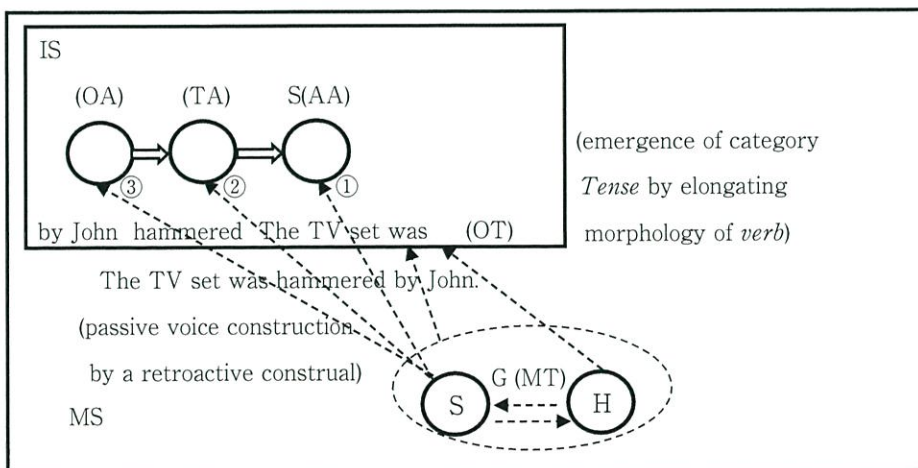 IS
(OA) (TA) S(AA)
③ ② ①
(emergence of category
Tense by elongating
morphology of verb)
by John hammered The TV set was (OT)
The TV set was hammered by John.
(passive voice construction
by a retroactive construal)
G (MT)
S H
MS